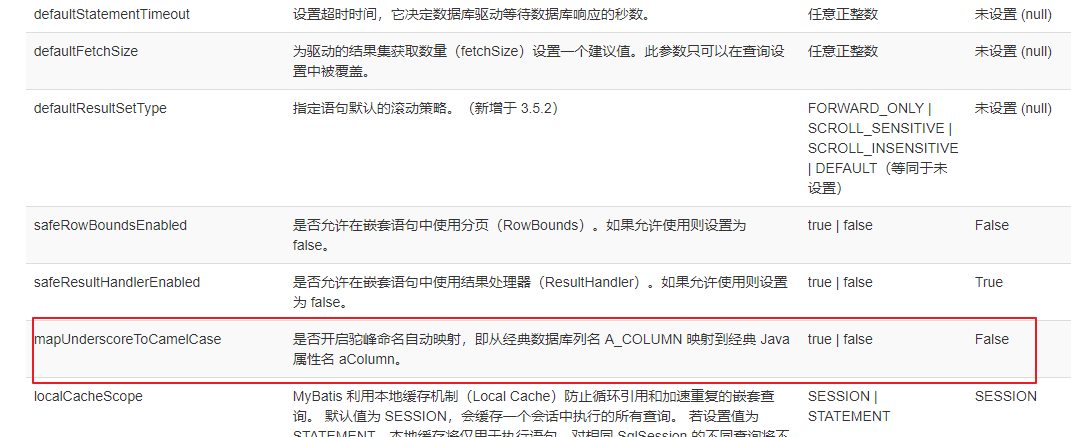 defaultStatementTimeout 设置超时时间，它决定数据库驱动等待数据库响应的秒数。 任意正整数 未设置 (null)
defaultFetchSize 为驱动的结果集获取数量（fetchSize）设置一个建议值。此参数只可以在查询设 任意正整数 未设置 (null)
置中被覆盖。
defaultResultSetType 指定语句默认的滚动策略。（新增于 3.5.2） FORWARD_ONLY | 未设置 (null)
SCROLL_SENSITIVE |
SCROLL_INSENSITIVE
| DEFAULT（等同于未
设置）
safeRowBoundsEnabled 是否允许在嵌套语句中使用分页（RowBounds）。如果允许使用则设置为 true | false False
false。
safeResultHandlerEnabled 是否允许在嵌套语句中使用结果处理器（ResultHandler）。如果允许使用则设置 true | false True
为 false。
mapUnderscoreToCamelCase 是否开启驼峰命名自动映射，即从经典数据库列名 A_COLUMN 映射到经典 Java true | false False
属性名 aColumn。
localCacheScope MyBatis 利用本地缓存机制（Local Cache）防止循环引用和加速重复的嵌套查 SESSION | SESSION
询。 默认值为 SESSION，会缓存一个会话中执行的所有查询。 若设置值为 STATEMENT
STATEMENT，本地缓存将仅用于执行语句，对相同 SqlSession 的不同查询将不